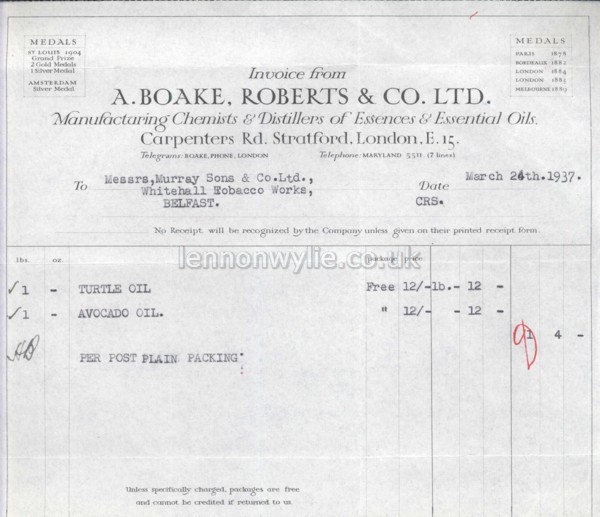 MEDALS
ST LOUIS 1904
Grand Prize
2 Gold Medals
1 Silver Medal
AMSTERDAM
Silver Medal
MEDALS
PARIS 1878
BORDEAUX 1882
LONDON 1884
LONDON 1885
MELBOURNE 1889
Invoice from
A. BOAKE, ROBERTS & CO. LTD.
Manufacturing Chemists & Distillers of Essences & Essential Oils.
Carpenters Rd. Stratford, London, E. 15.
Telegrams: BOAKE, PHONE, LONDON Telephone: MARYLAND 5511 (7 lines)
To Messrs, Murray Sons & Co. Ltd., Date March 24th. 1937.
Whitehall Tobacco Works, CRS.
BELFAST.
No Receipt will be recognized by the Company unless given on their printed receipt form
lennonwylie.co.uk
lbs. oz. package price
1 - TURTLE OIL Free 12/- lb. - 12 -
1 - AVOCADO OIL. " 12/- - 12 -
1 4 -
PER POST PLAIN PACKING
Unless specifically charged, packages are free
and cannot be credited if returned to us.